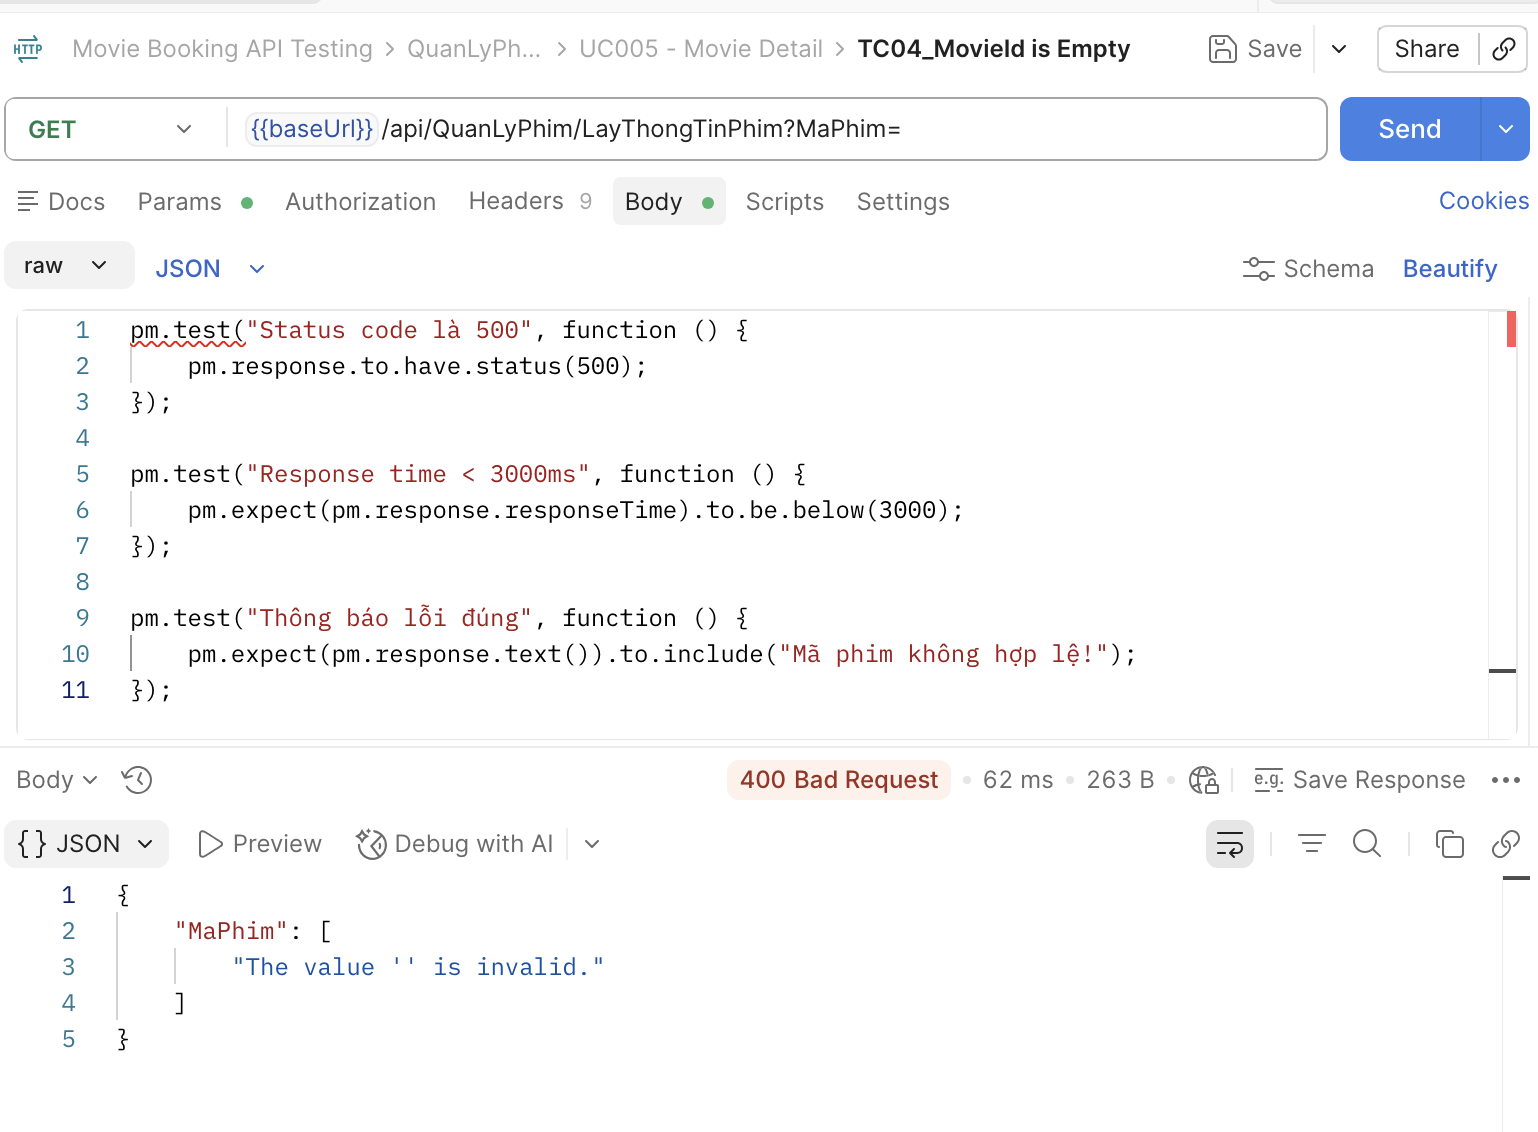 HTTP Movie Booking API Testing > QuanLyPh... > UC005 - Movie Detail > TC04_MovieId is Empty Save Share
GET {{baseUrl}} /api/QuanLyPhim/LayThongTinPhim?MaPhim= Send
Docs Params Authorization Headers 9 Body Scripts Settings Cookies
raw JSON Schema Beautify
1 pm.test("Status code là 500", function () {
2 pm.response.to.have.status(500);
3 });
4
5 pm.test("Response time < 3000ms", function () {
6 pm.expect(pm.response.responseTime).to.be.below(3000);
7 });
8
9 pm.test("Thông báo lỗi đúng", function () {
10 pm.expect(pm.response.text()).to.include("Mã phim không hợp lệ!");
11 });
Body 400 Bad Request 62 ms 263 B e.g. Save Response
{} JSON Preview Debug with AI
1 {
2 "MaPhim": [
3 "The value '' is invalid."
4 ]
5 }